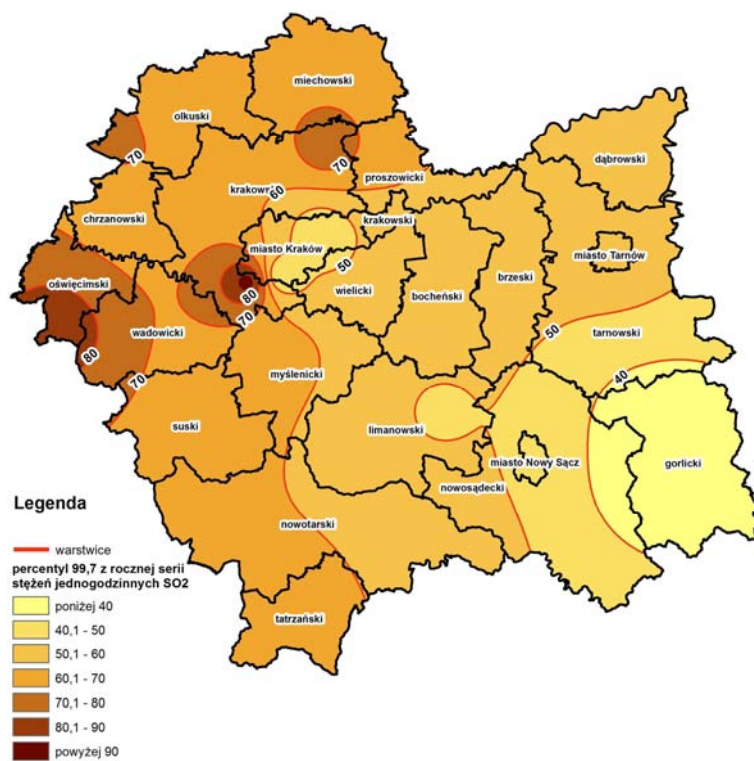 miechowski
olkuski
70
70
dąbrowski
proszowicki
krakowski
60
chrzanowski
krakowski
miasto Kraków
miasto Tarnów
50
oświęcimski
wielicki
bocheński
brzeski
80
70
wadowicki
50
tarnowski
80
myślenicki
40
70
suski
limanowski
miasto Nowy Sącz
gorlicki
nowosądecki
nowotarski
tatrzański
Legenda
warstwice
percentyl 99,7 z rocznej serii
stężeń jednogodzinnych SO2
poniżej 40
40,1 - 50
50,1 - 60
60,1 - 70
70,1 - 80
80,1 - 90
powyżej 90